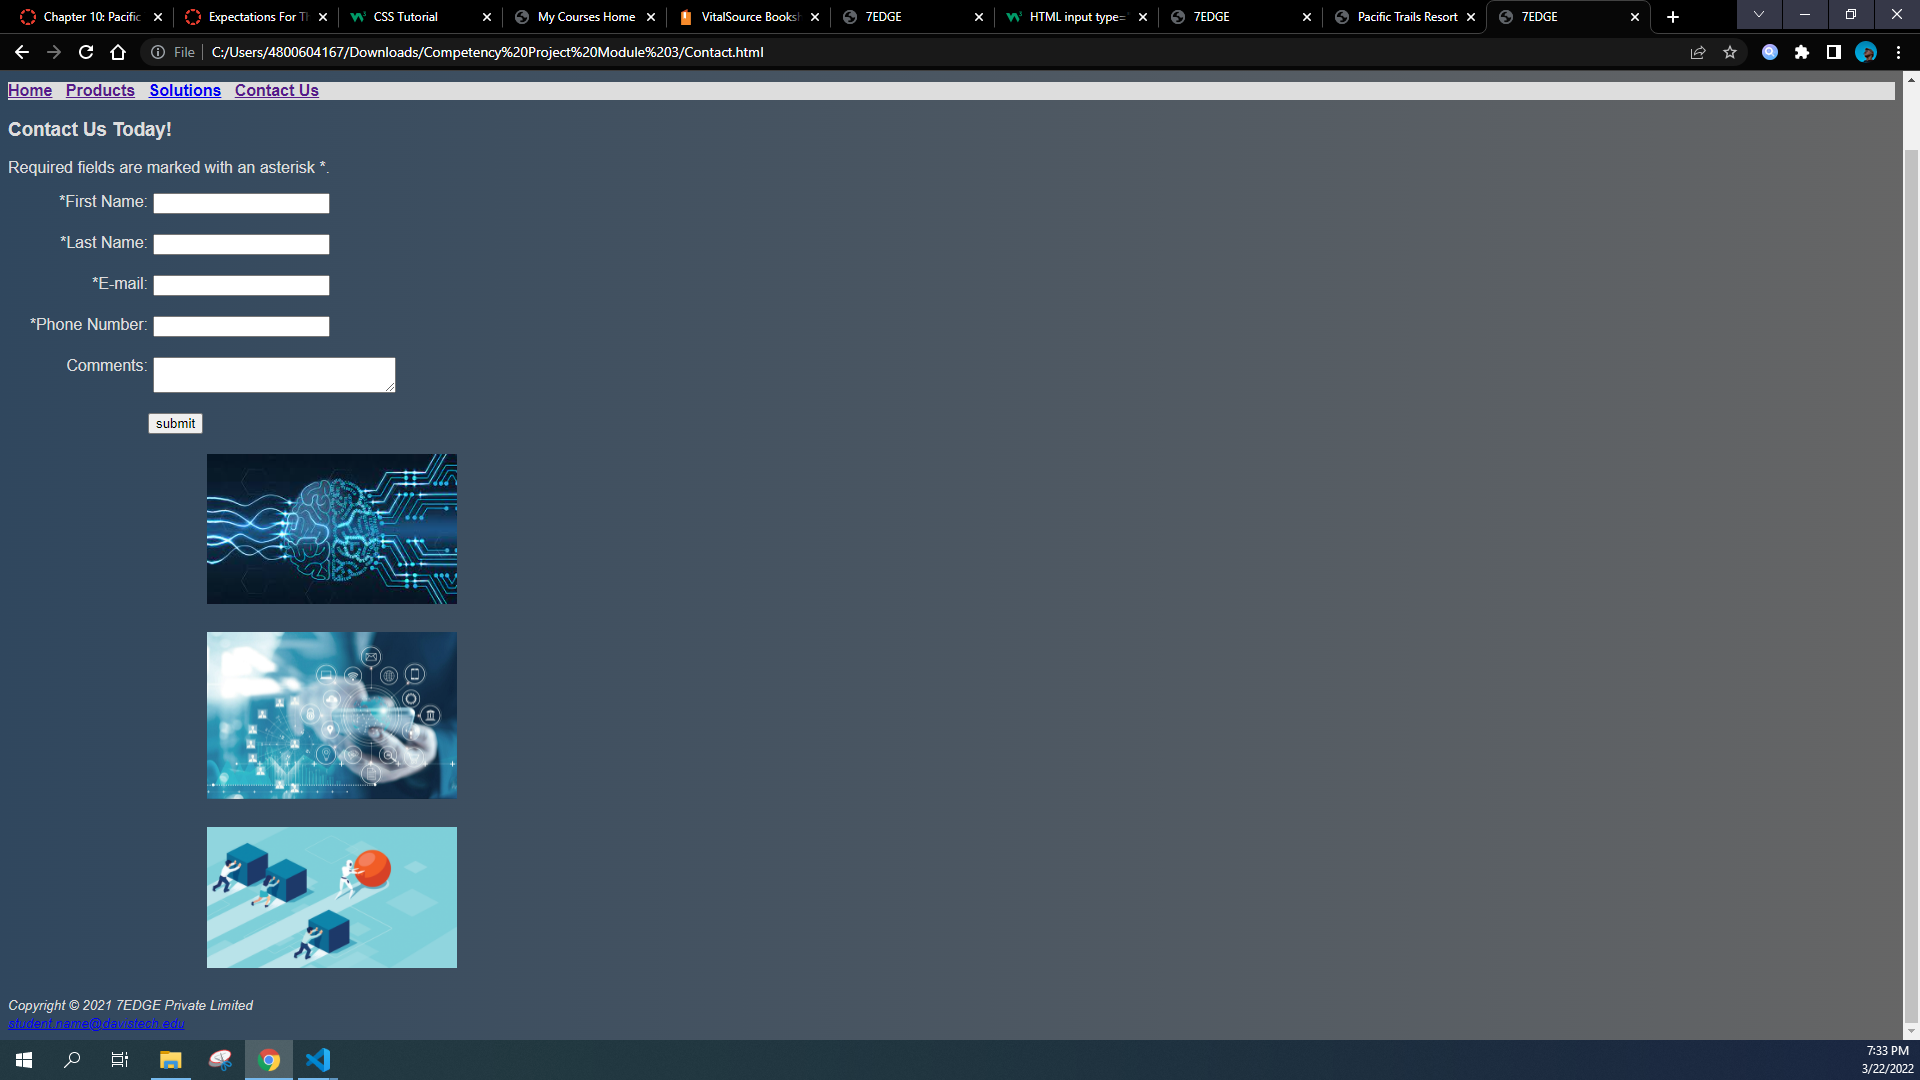 Chapter 10: Pacific
Expectations For Th
CSS Tutorial
My Courses Home
VitalSource Booksh
7EDGE
HTML input type="
7EDGE
Pacific Trails Resort
7EDGE
File
C:/Users/4800604167/Downloads/Competency%20Project%20Module%203/Contact.html
Home Products Solutions Contact Us
Contact Us Today!
Required fields are marked with an asterisk *.
*First Name:
*Last Name:
*E-mail:
*Phone Number:
Comments:
submit
Copyright © 2021 7EDGE Private Limited
student.name@davistech.edu
7:33 PM
3/22/2022